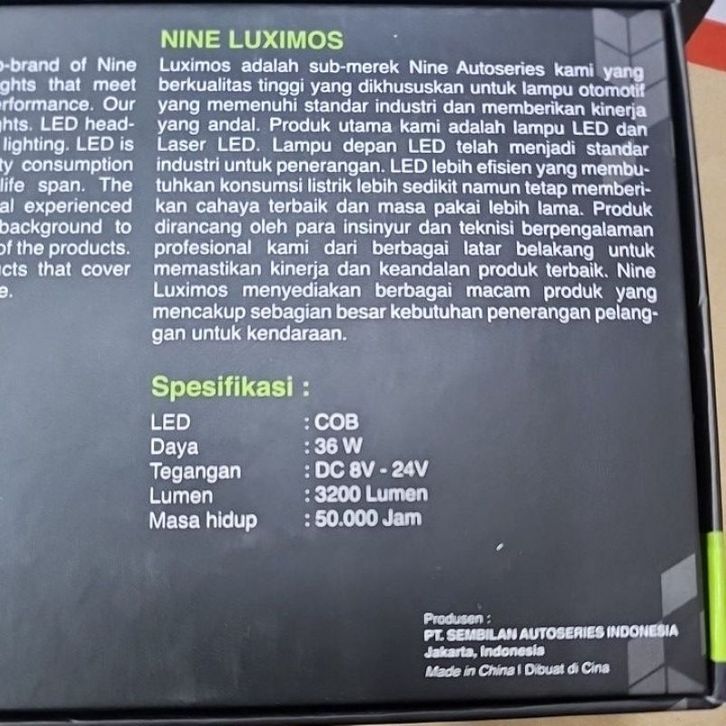 -brand of Nine
ghts that meet
erformance. Our
hts. LED head-
lighting. LED is
ty consumption
life span. The
al experienced
background to
of the products.
cts that cover
e.
NINE LUXIMOS
Luximos adalah sub-merek Nine Autoseries kami yang
berkualitas tinggi yang dikhususkan untuk lampu otomotif
yang memenuhi standar industri dan memberikan kinerja
yang andal. Produk utama kami adalah lampu LED dan
Laser LED. Lampu depan LED telah menjadi standar
industri untuk penerangan. LED lebih efisien yang membu-
tuhkan konsumsi listrik lebih sedikit namun tetap memberi-
kan cahaya terbaik dan masa pakai lebih lama. Produk
dirancang oleh para insinyur dan teknisi berpengalaman
profesional kami dari berbagai latar belakang untuk
memastikan kinerja dan keandalan produk terbaik. Nine
Luximos menyediakan berbagai macam produk yang
mencakup sebagian besar kebutuhan penerangan pelang-
gan untuk kendaraan.
Spesifikasi :
LED : COB
Daya : 36 W
Tegangan : DC 8V - 24V
Lumen : 3200 Lumen
Masa hidup : 50.000 Jam
Produsen :
PT. SEMBILAN AUTOSERIES INDONESIA
Jakarta, Indonesia
Made in China | Dibuat di Cina